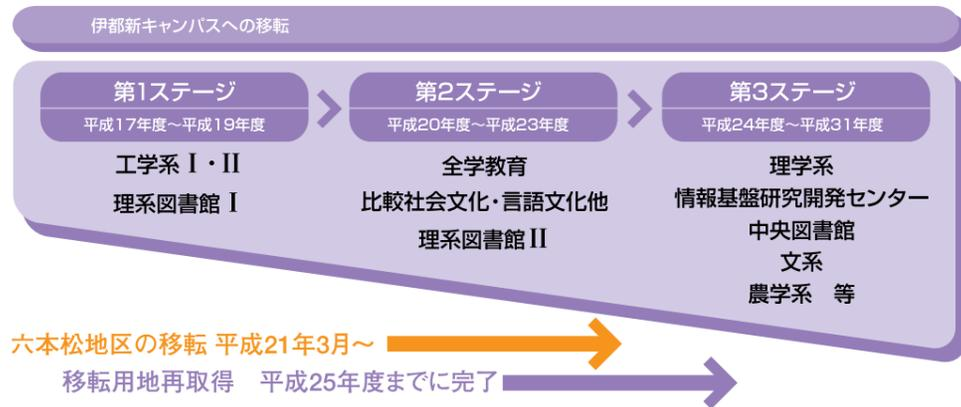 伊都新キャンパスへの移転
第1ステージ
平成17年度～平成19年度
工学系 Ⅰ・Ⅱ
理系図書館 Ⅰ
第2ステージ
平成20年度～平成23年度
全学教育
比較社会文化・言語文化他
理系図書館 Ⅱ
第3ステージ
平成24年度～平成31年度
理学系
情報基盤研究開発センター
中央図書館
文系
農学系　等
六本松地区の移転 平成21年3月～
移転用地再取得　平成25年度までに完了